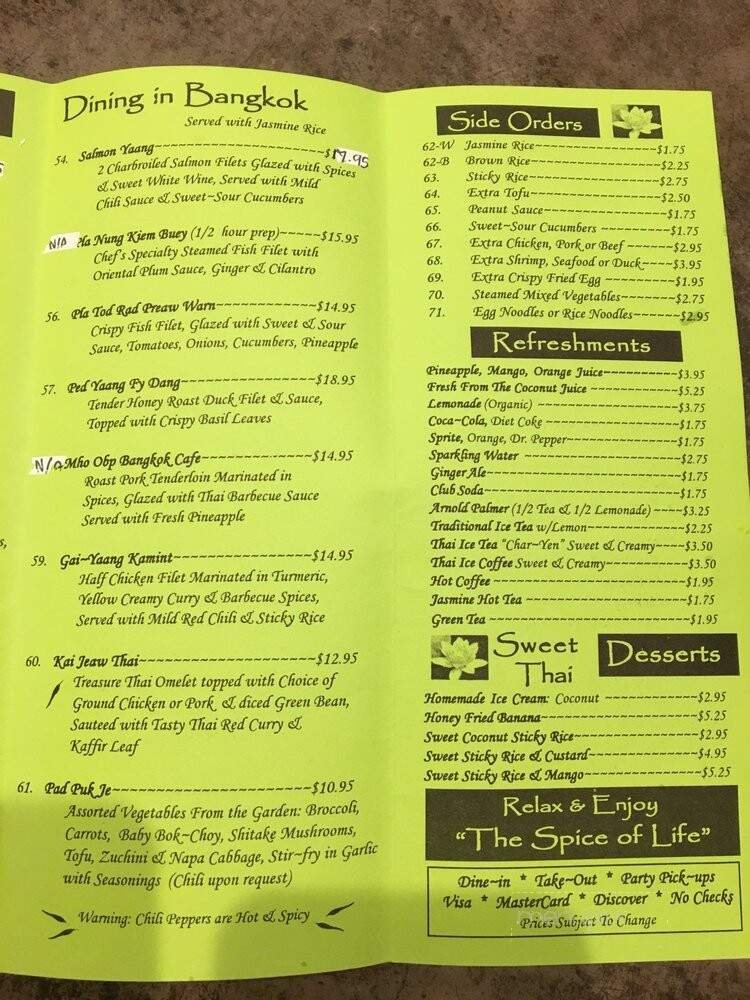 Dining in Bangkok
Served with Jasmine Rice
54. Salmon Yaang~~~~~~~~~~~~~~~~~~~~~~$17.95
2 Charbroiled Salmon Filets Glazed with Spices
& Sweet White Wine, Served with Mild
Chili Sauce & Sweet~Sour Cucumbers
N/A Pla Nung Kiem Buey (1/2 hour prep)~~~~~$15.95
Chef's Specialty Steamed Fish Filet with
Oriental Plum Sauce, Ginger & Cilantro
56. Pla Tod Rad Preaw Warn~~~~~~~~~~~~~$14.95
Crispy Fish Filet, Glazed with Sweet & Sour
Sauce, Tomatoes, Onions, Cucumbers, Pineapple
57. Ped Yaang Fy Dang~~~~~~~~~~~~~~~~~$18.95
Tender Honey Roast Duck Filet & Sauce,
Topped with Crispy Basil Leaves
N/A Mho Obp Bangkok Cafe~~~~~~~~~~~~~~$14.95
Roast Pork Tenderloin Marinated in
Spices, Glazed with Thai Barbecue Sauce
Served with Fresh Pineapple
59. Gai~Yaang Kamint~~~~~~~~~~~~~~~~~$14.95
Half Chicken Filet Marinated in Turmeric,
Yellow Creamy Curry & Barbecue Spices,
Served with Mild Red Chili & Sticky Rice
60. Kai Jeaw Thai~~~~~~~~~~~~~~~~~~~~~$12.95
Treasure Thai Omelet topped with Choice of
Ground Chicken or Pork & diced Green Bean,
Sauteed with Tasty Thai Red Curry &
Kaffir Leaf
61. Pad Puk Je~~~~~~~~~~~~~~~~~~~~~~~~$10.95
Assorted Vegetables From the Garden: Broccoli,
Carrots, Baby Bok~Choy, Shitake Mushrooms,
Tofu, Zuchini & Napa Cabbage, Stir~fry in Garlic
with Seasonings (Chili upon request)
Warning: Chili Peppers are Hot & Spicy
Side Orders
62-W Jasmine Rice~~~~~~~~~~~~~~~~$1.75
62-B Brown Rice~~~~~~~~~~~~~~~~~$2.25
63. Sticky Rice~~~~~~~~~~~~~~~~~$2.75
64. Extra Tofu~~~~~~~~~~~~~~~~~~$2.50
65. Peanut Sauce~~~~~~~~~~~~~~~~$1.75
66. Sweet~Sour Cucumbers ~~~~~~~~~~$1.75
67. Extra Chicken, Pork or Beef ~~~~~~~$2.95
68. Extra Shrimp, Seafood or Duck~~~~$3.95
69. Extra Crispy Fried Egg ~~~~~~~~~~$1.95
70. Steamed Mixed Vegetables~~~~~~~~$2.75
71. Egg Noodles or Rice Noodles~~~~~~$2.95
Refreshments
Pineapple, Mango, Orange Juice~~~~~~~~~~~$3.95
Fresh From The Coconut Juice ~~~~~~~~~~~~$5.25
Lemonade (Organic) ~~~~~~~~~~~~~~~~~~~~$3.75
Coca~Cola, Diet Coke ~~~~~~~~~~~~~~~~~~$1.75
Sprite, Orange, Dr. Pepper~~~~~~~~~~~~~~~$1.75
Sparkling Water ~~~~~~~~~~~~~~~~~~~~~~$2.75
Ginger Ale~~~~~~~~~~~~~~~~~~~~~~~~~~$1.75
Club Soda~~~~~~~~~~~~~~~~~~~~~~~~~~$1.75
Arnold Palmer (1/2 Tea & 1/2 Lemonade) ~~~~$3.25
Traditional Ice Tea w/Lemon~~~~~~~~~~~~~~$2.25
Thai Ice Tea "Char~Yen" Sweet & Creamy~~~~$3.50
Thai Ice Coffee Sweet & Creamy~~~~~~~~~~~$3.50
Hot Coffee ~~~~~~~~~~~~~~~~~~~~~~~~~~$1.95
Jasmine Hot Tea ~~~~~~~~~~~~~~~~~~~~~~$1.75
Green Tea ~~~~~~~~~~~~~~~~~~~~~~~~~~$1.95
Sweet Thai Desserts
Homemade Ice Cream: Coconut ~~~~~~~~~~~~$2.95
Honey Fried Banana~~~~~~~~~~~~~~~~~~~~$5.25
Sweet Coconut Sticky Rice~~~~~~~~~~~~~~~~$2.95
Sweet Sticky Rice & Custard~~~~~~~~~~~~~~$4.95
Sweet Sticky Rice & Mango~~~~~~~~~~~~~~~$5.25
Relax & Enjoy
"The Spice of Life"
Dine~in * Take~Out * Party Pick~ups
Visa * MasterCard * Discover * No Checks
Prices Subject To Change